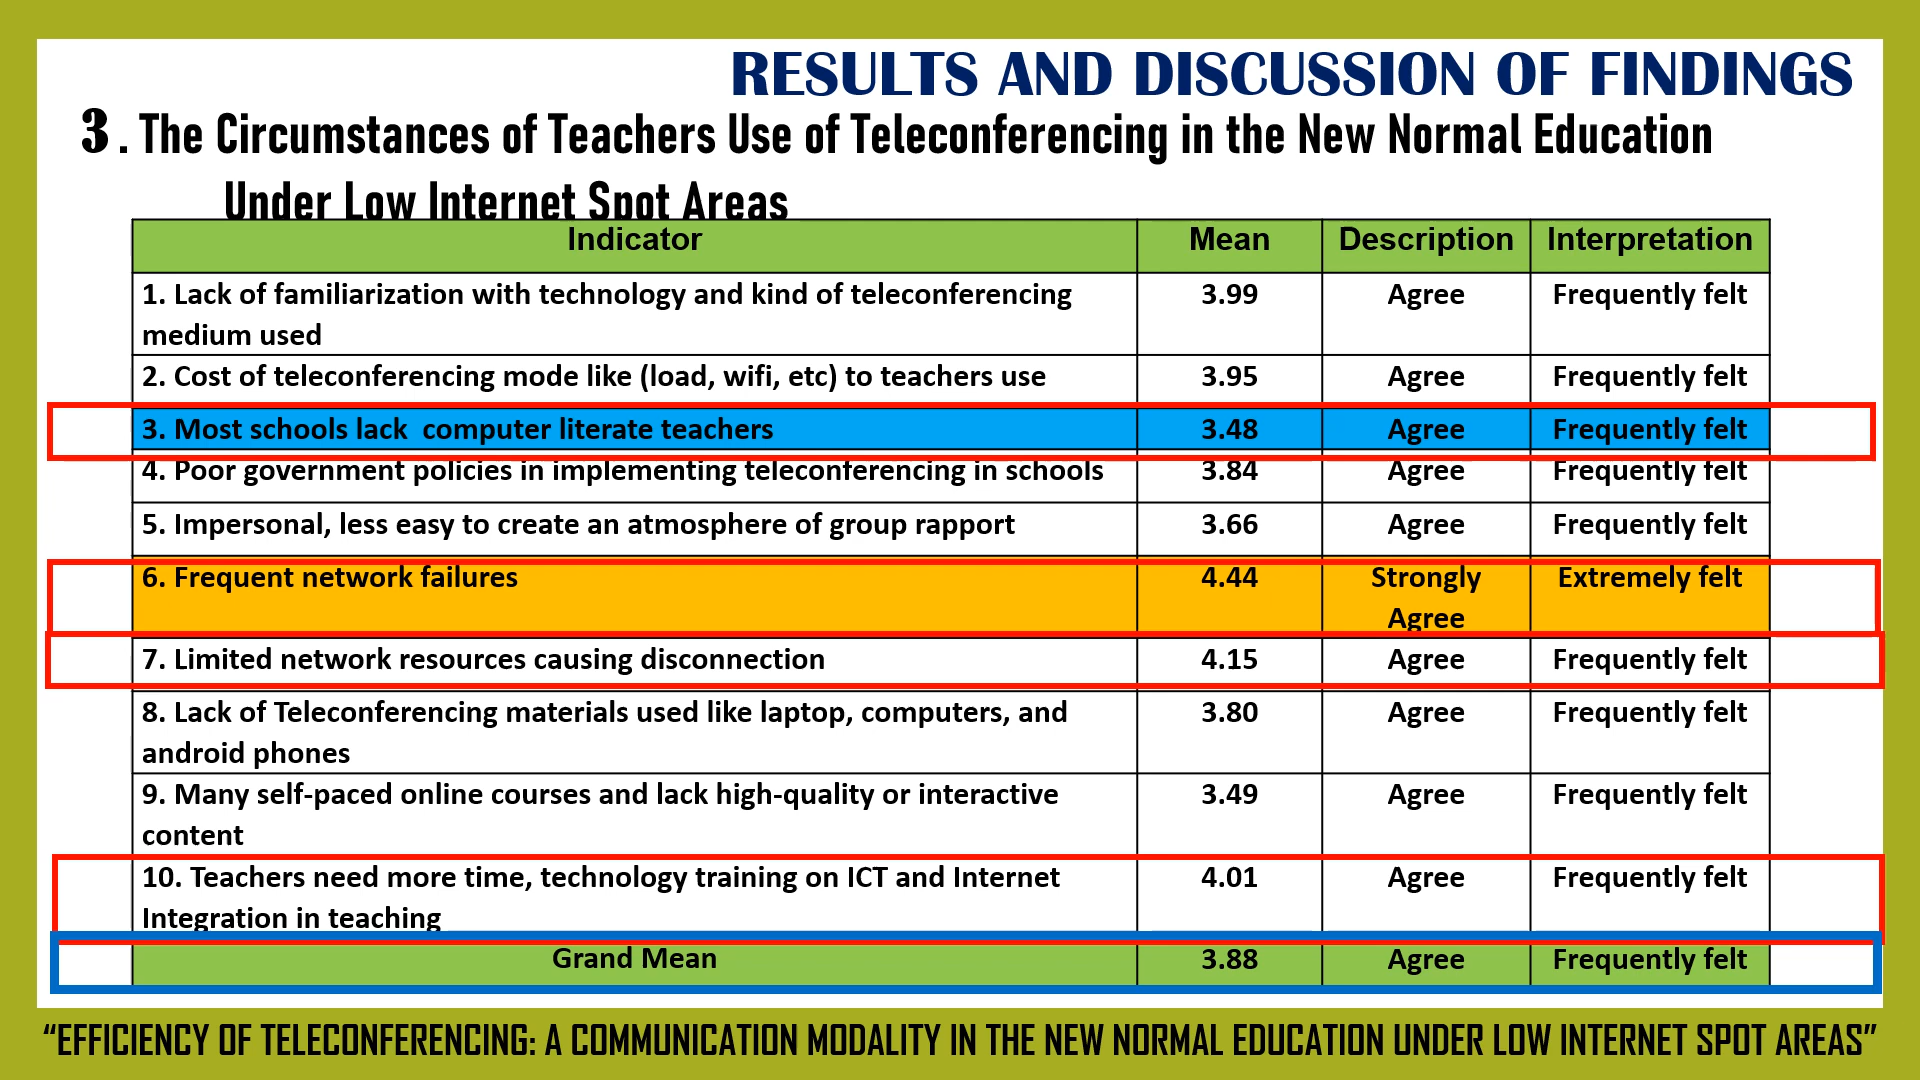 RESULTS AND DISCUSSION OF FINDINGS
3 . The Circumstances of Teachers Use of Teleconferencing in the New Normal Education
Under Low Internet Spot Areas
Indicator Mean Description Interpretation
1. Lack of familiarization with technology and kind of teleconferencing 3.99 Agree Frequently felt
medium used
2. Cost of teleconferencing mode like (load, wifi, etc) to teachers use 3.95 Agree Frequently felt
3. Most schools lack  computer literate teachers 3.48 Agree Frequently felt
4. Poor government policies in implementing teleconferencing in schools 3.84 Agree Frequently felt
5. Impersonal, less easy to create an atmosphere of group rapport 3.66 Agree Frequently felt
6. Frequent network failures 4.44 Strongly Extremely felt
Agree
7. Limited network resources causing disconnection 4.15 Agree Frequently felt
8. Lack of Teleconferencing materials used like laptop, computers, and 3.80 Agree Frequently felt
android phones
9. Many self-paced online courses and lack high-quality or interactive 3.49 Agree Frequently felt
content
10. Teachers need more time, technology training on ICT and Internet 4.01 Agree Frequently felt
Integration in teaching
Grand Mean 3.88 Agree Frequently felt
“EFFICIENCY OF TELECONFERENCING: A COMMUNICATION MODALITY IN THE NEW NORMAL EDUCATION UNDER LOW INTERNET SPOT AREAS”